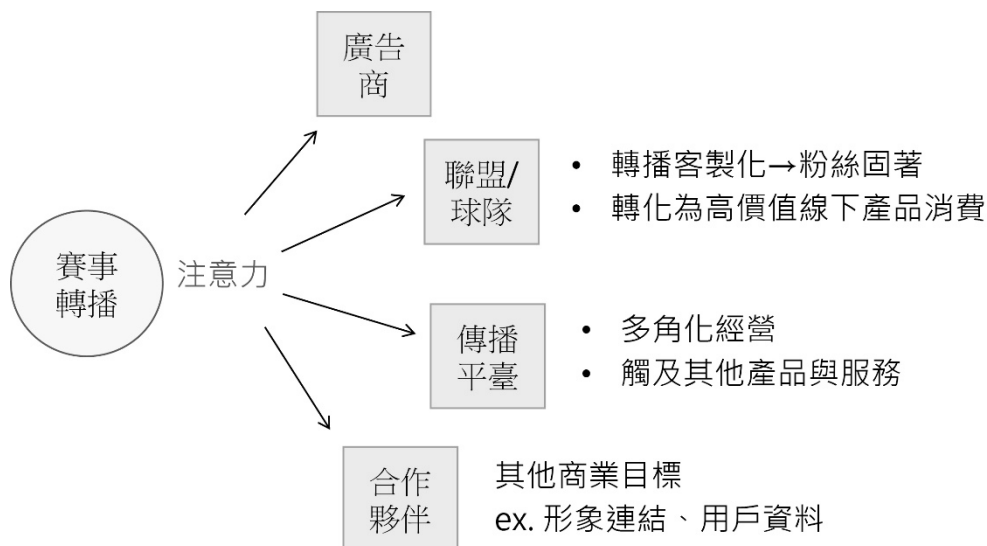 廣告
商
聯盟/
球隊
• 轉播客製化→粉絲固著
• 轉化為高價值線下產品消費
賽事
轉播
注意力
傳播
平臺
• 多角化經營
• 觸及其他產品與服務
合作
夥伴
其他商業目標
ex. 形象連結、用戶資料